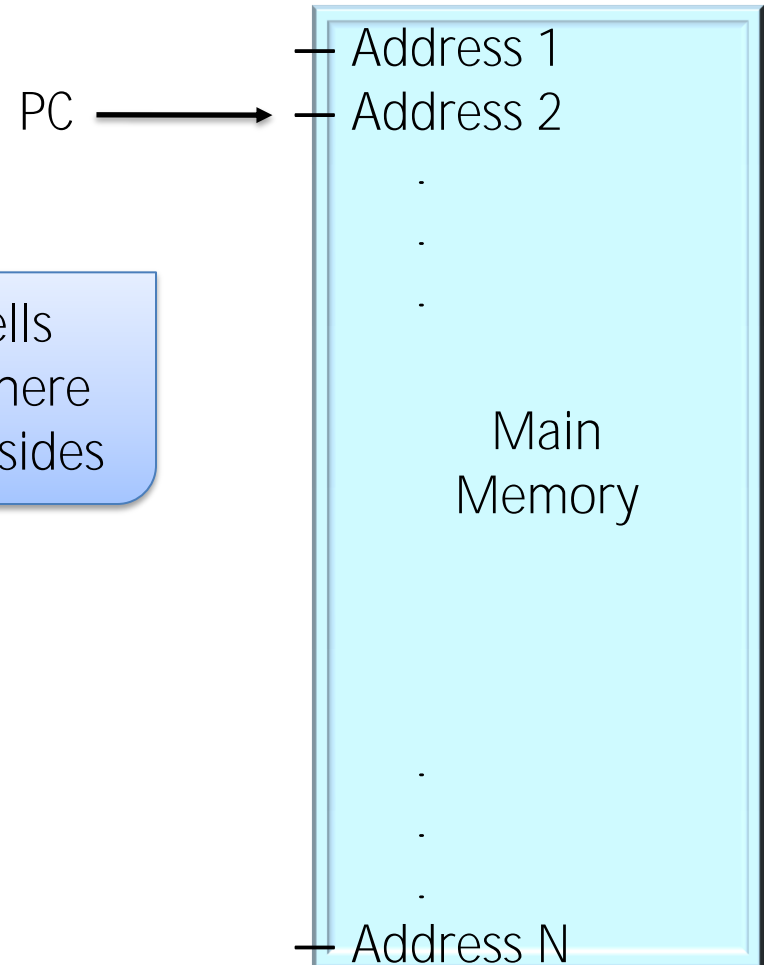 Address 1
PC
Address 2
.
.
.
ells
here
sides
Main
Memory
.
.
.
Address N